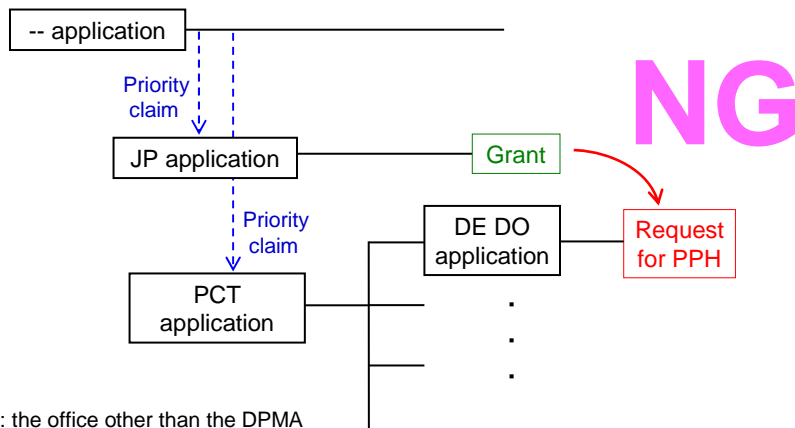 -- application
NG
Priority
claim
JP application
Grant
Priority
claim
DE DO
application
Request
for PPH
PCT
application
.
.
.
: the office other than the DPMA